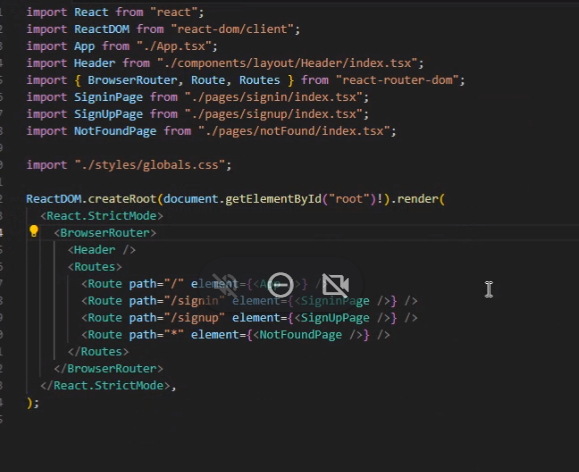 import React from "react";
import ReactDOM from "react-dom/client";
import App from "./App.tsx";
import Header from "./components/layout/Header/index.tsx";
import { BrowserRouter, Route, Routes } from "react-router-dom";
import SigninPage from "./pages/signin/index.tsx";
import SignUpPage from "./pages/signup/index.tsx";
import NotFoundPage from "./pages/notFound/index.tsx";
import "./styles/globals.css";
ReactDOM.createRoot(document.getElementById("root")!).render(
<React.StrictMode>
<BrowserRouter>
<Header />
<Routes>
<Route path="/" element={<App />} />
<Route path="/signin" element={<SigninPage />} />
<Route path="/signup" element={<SignUpPage />} />
<Route path="*" element={<NotFoundPage />} />
</Routes>
</BrowserRouter>
</React.StrictMode>,
);